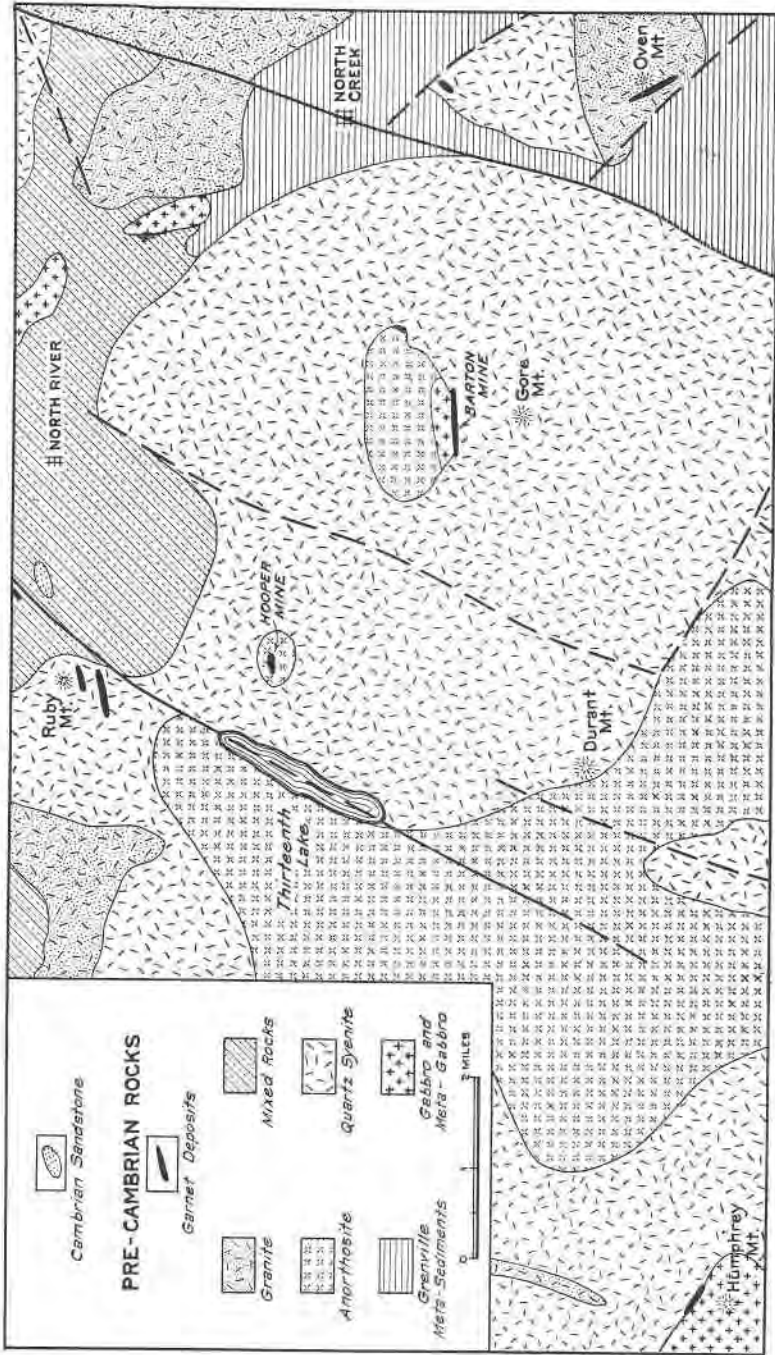 Cambrian Sandstone
PRE-CAMBRIAN ROCKS
Garnet Deposits
Granite
Mixed Rocks
Anorthosite
Quartz Syenite
Grenville
Meta-Sediments
Gabbro and
Meta-Gabbro
0
2 MILES
Ruby
Mt.
NORTH RIVER
HOOPER
MINE
Thirteenth
Lake
NORTH
CREEK
BARTON
MINE
Gore
Mt.
Oven
Mt.
Durant
Mt.
Humphrey
Mt.